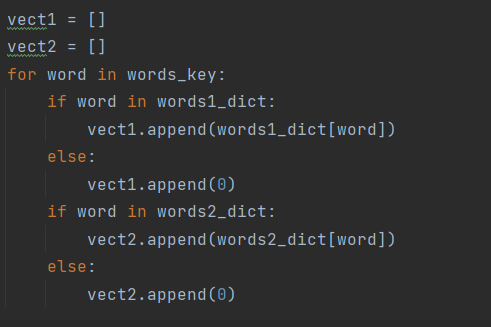 vect1 = []
vect2 = []
for word in words_key:
    if word in words1_dict:
        vect1.append(words1_dict[word])
    else:
        vect1.append(0)
    if word in words2_dict:
        vect2.append(words2_dict[word])
    else:
        vect2.append(0)